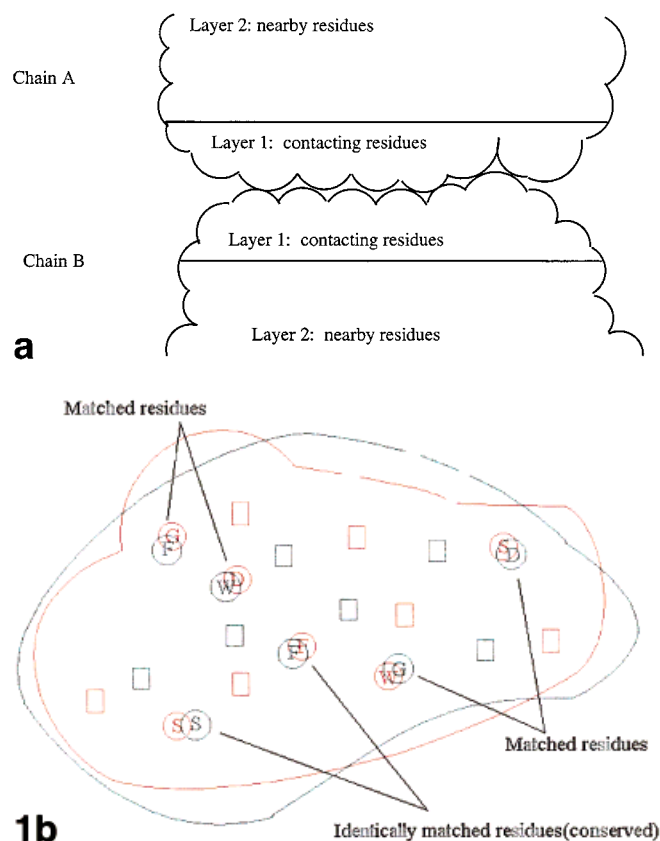 Layer 2: nearby residues
Chain A
Layer 1: contacting residues
Layer 1: contacting residues
Chain B
Layer 2: nearby residues
a
Matched residues
G
F
S
D
W
D
F
F
W
G
S
S
Matched residues
Identically matched residues(conserved)
1b